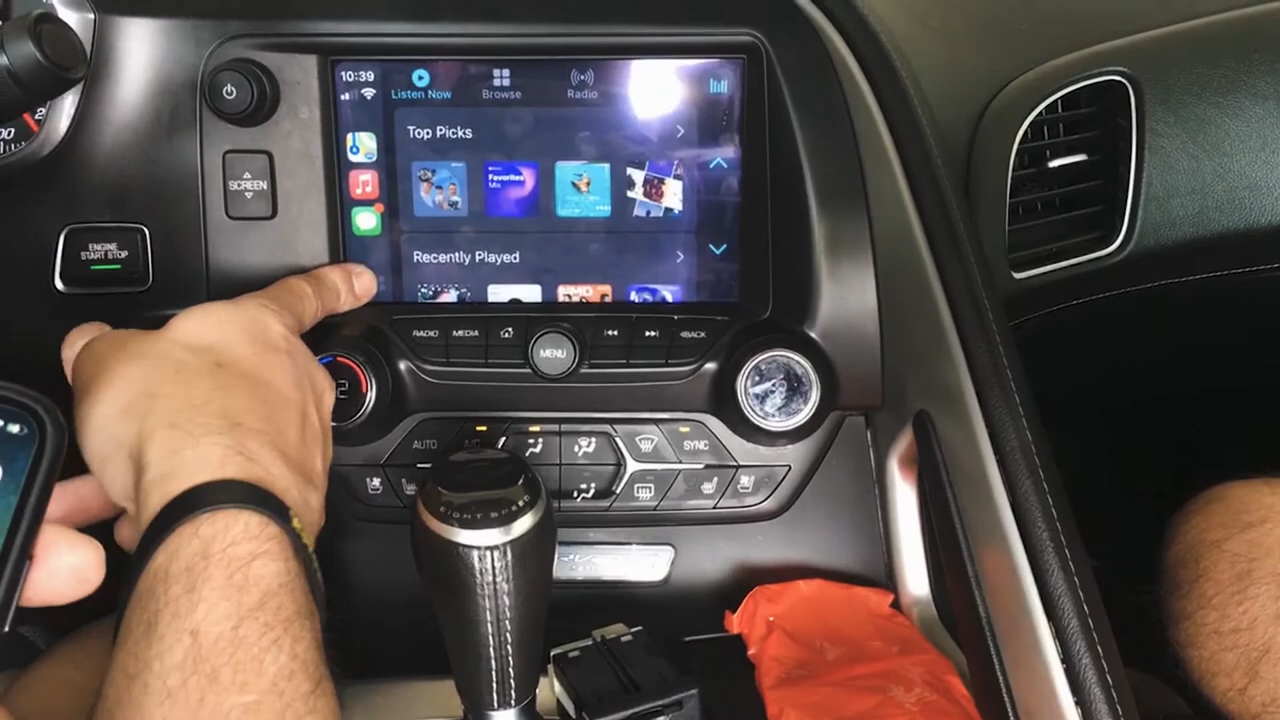 10:39
Listen Now
Browse
Radio
Top Picks
Favorites
Mix
Recently Played
SCREEN
ENGINE
START STOP
RADIO
MEDIA
MENU
BACK
AUTO
A/C
SYNC
EIGHT SPEED